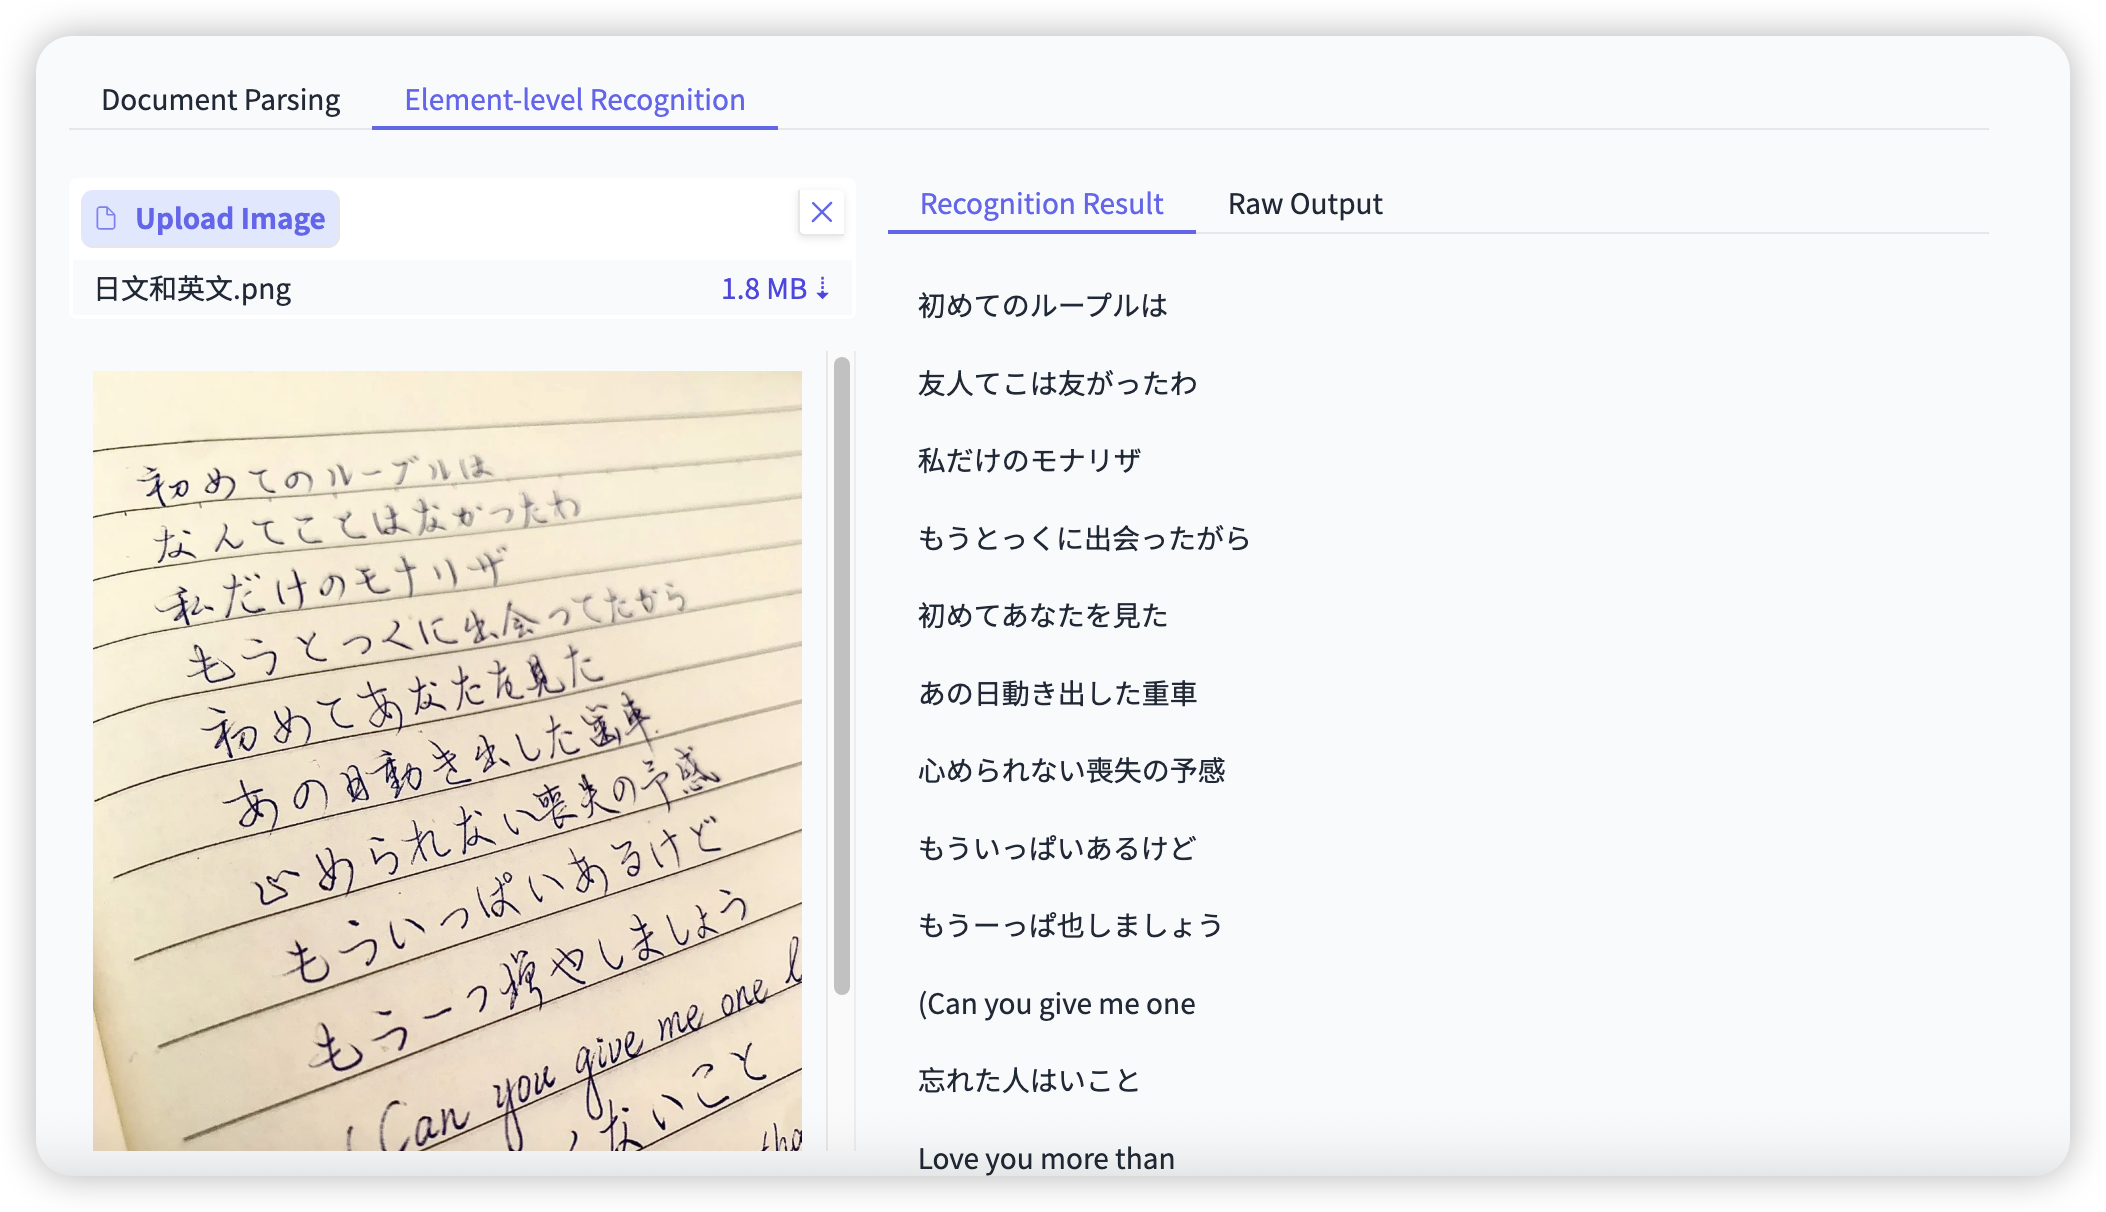 Document Parsing
Element-level Recognition
Upload Image
日文和英文.png
1.8 MB ⇣
初めてのルーブルは
なんてことはなかったわ
私だけのモナリザ
もうとっくに出会ってたから
初めてあなたを見た
あの日動き出した歯車
止められない喪失の予感
もういっぱいあるけど
もう一つ増やしましょう
(Can you give me one
ないこと
Recognition Result
Raw Output
初めてのループルは
友人てこは友がったわ
私だけのモナリザ
もうとっくに出会ったがら
初めてあなたを見た
あの日動き出した重車
心められない喪失の予感
もういっぱいあるけど
もうーっぱ也しましょう
(Can you give me one
忘れた人はいこと
Love you more than